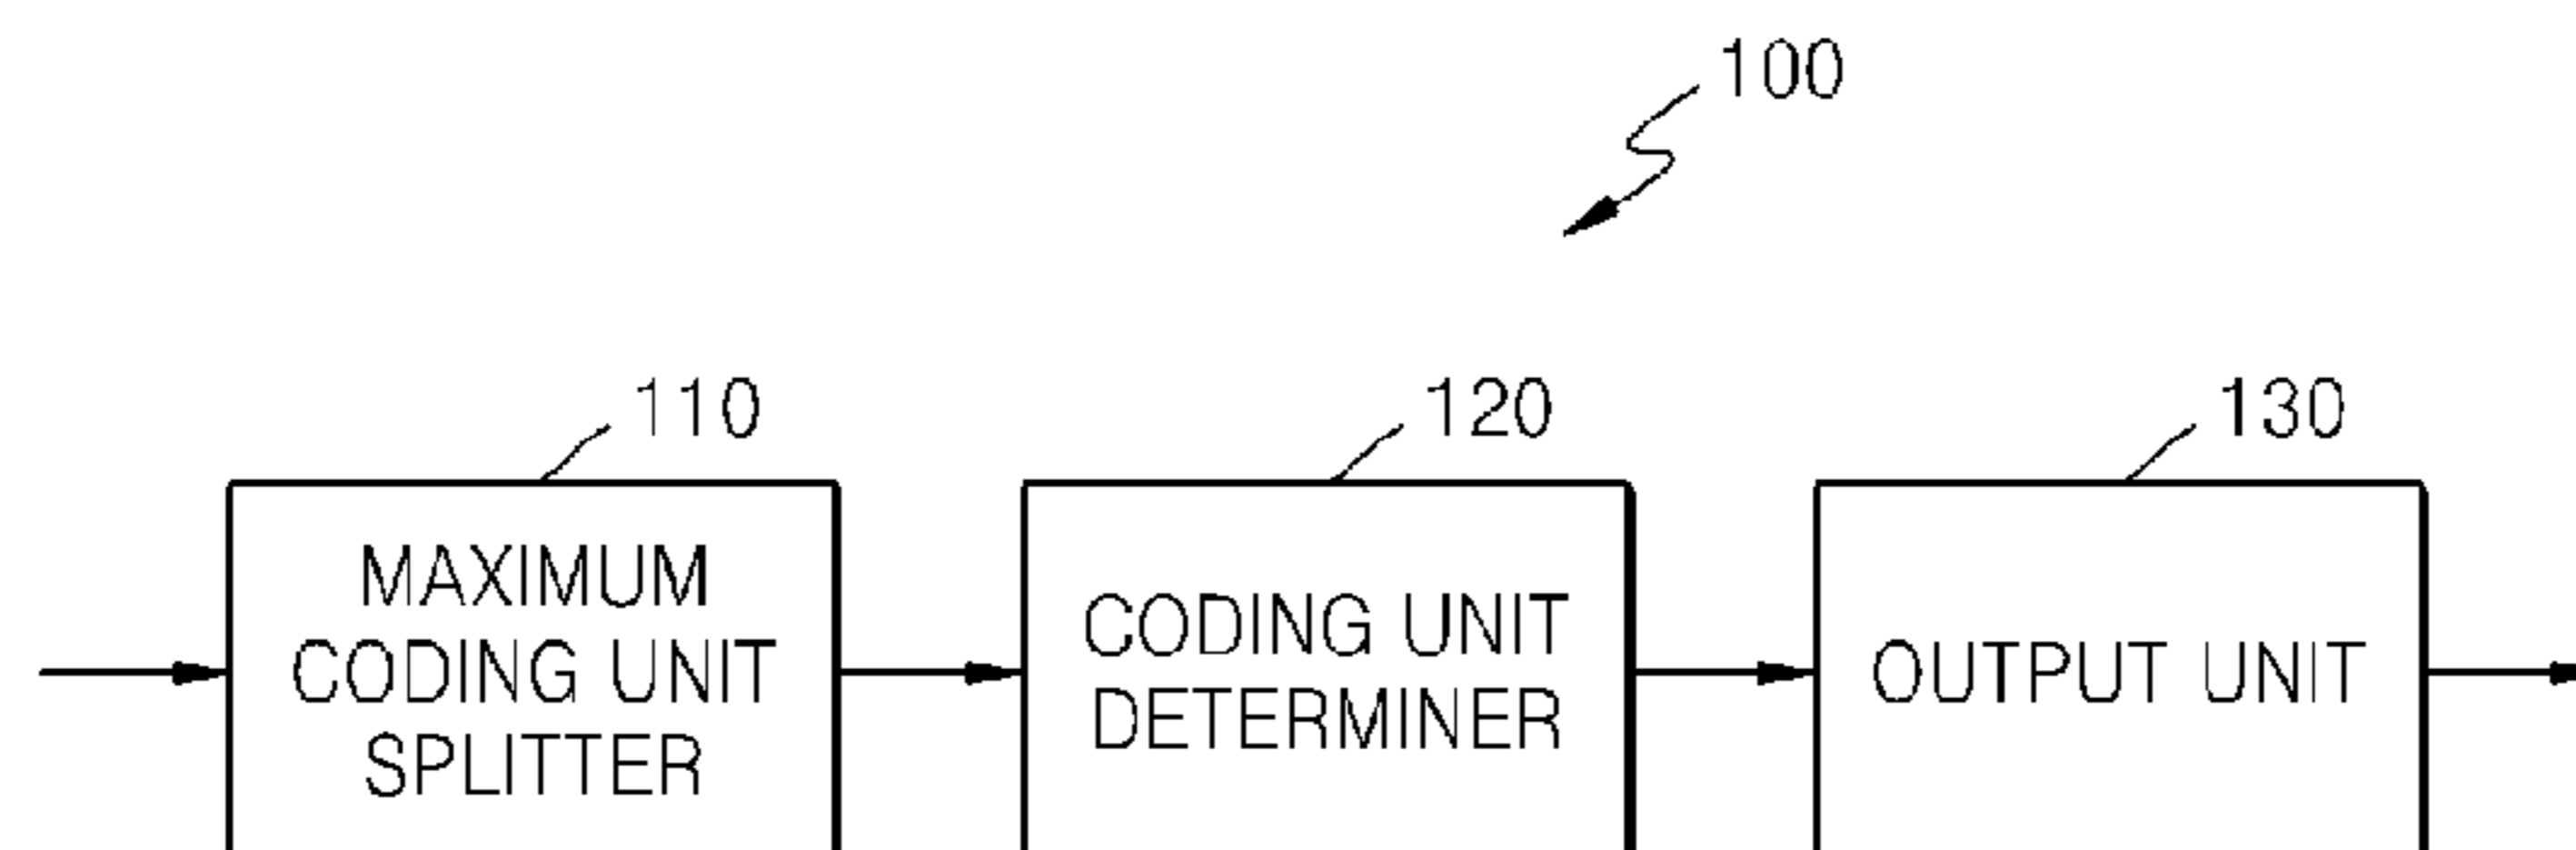 100
110
120
130
MAXIMUM
CODING UNIT
SPLITTER
CODING UNIT
DETERMINER
OUTPUT UNIT